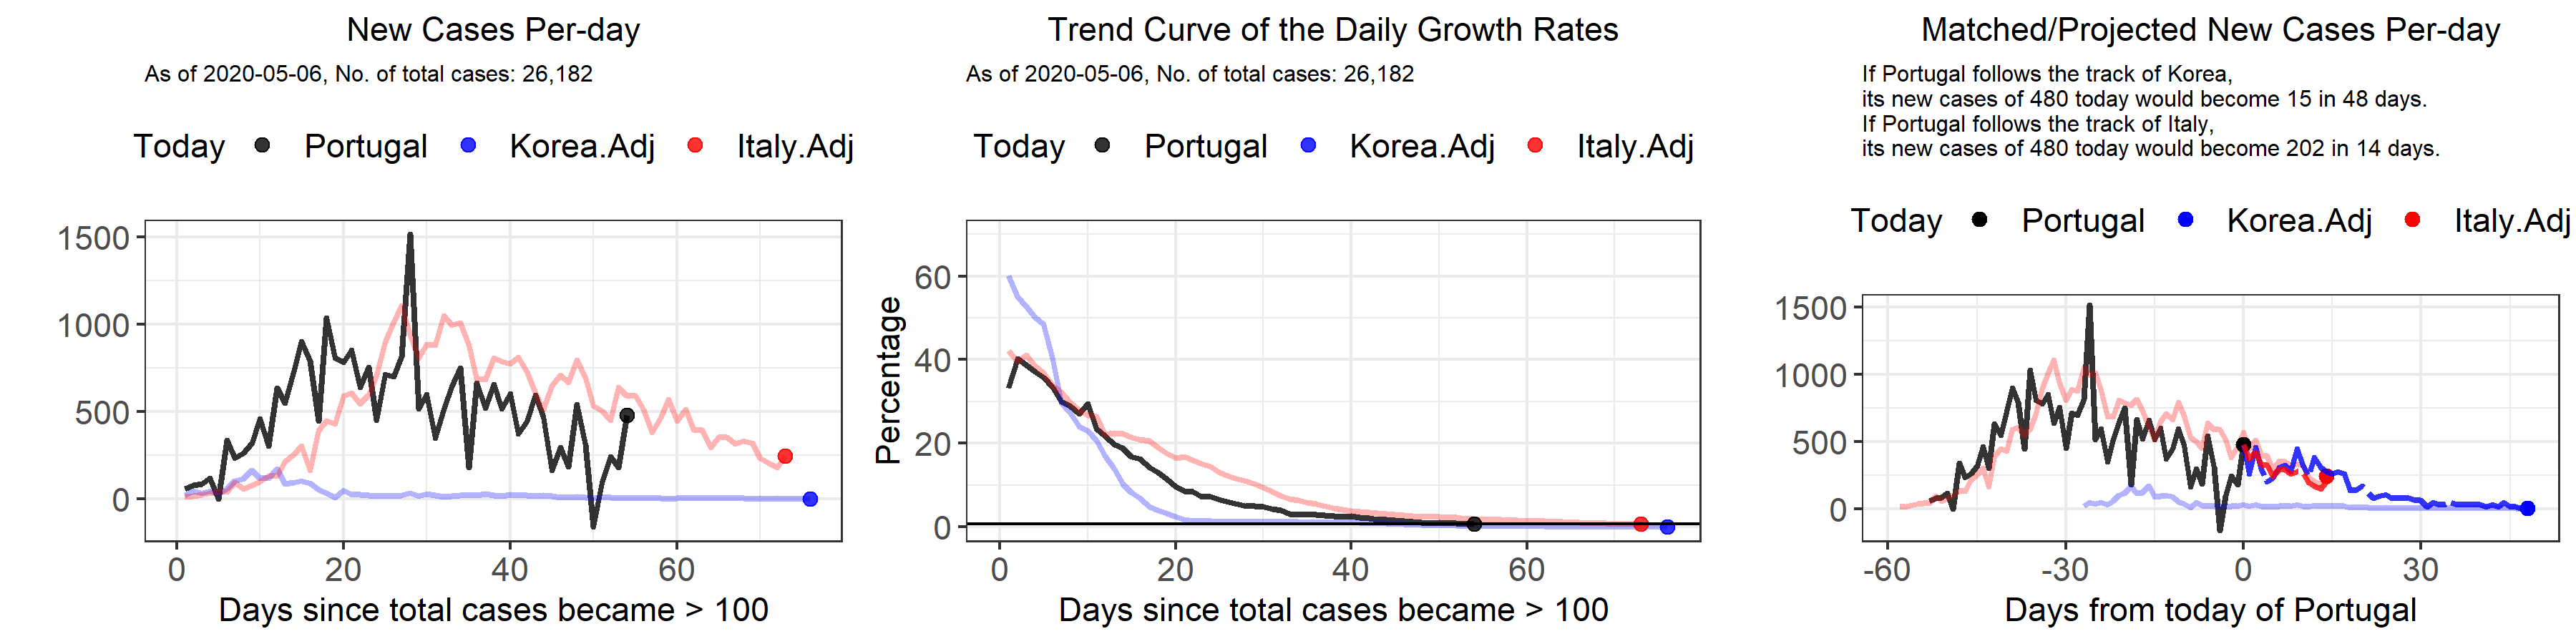 New Cases Per-day
As of 2020-05-06, No. of total cases: 26,182
Today Portugal Korea.Adj Italy.Adj
1500
1000
500
0
0 20 40 60
Days since total cases became > 100
Trend Curve of the Daily Growth Rates
As of 2020-05-06, No. of total cases: 26,182
Today Portugal Korea.Adj Italy.Adj
Percentage
60
40
20
0
0 20 40 60
Days since total cases became > 100
Matched/Projected New Cases Per-day
If Portugal follows the track of Korea,
its new cases of 480 today would become 15 in 48 days.
If Portugal follows the track of Italy,
its new cases of 480 today would become 202 in 14 days.
Today Portugal Korea.Adj Italy.Adj
1500
1000
500
0
-60 -30 0 30
Days from today of Portugal